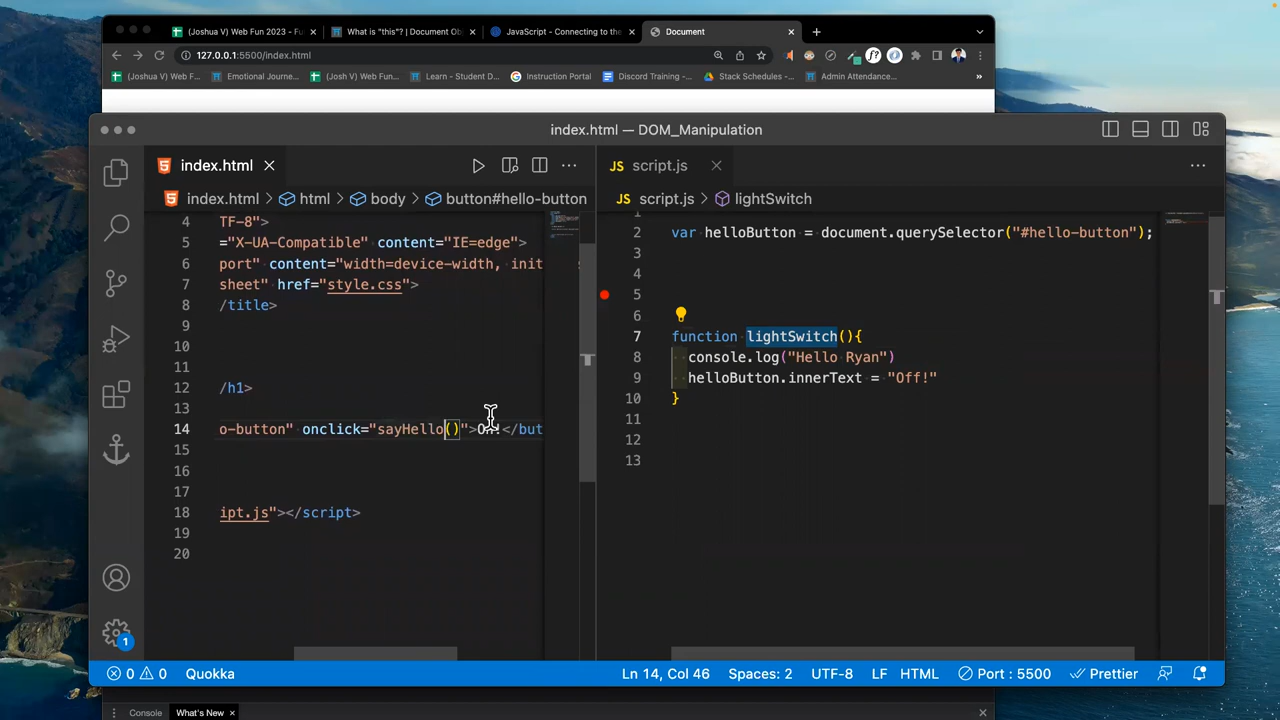 (Joshua V) Web Fun 2023 - F
What is "this"? | Document Ob
JavaScript - Connecting to the
Document
127.0.0.1:5500/index.html
(Joshua V) Web F...
Emotional Journe...
(Josh V) Web Fun...
Learn - Student D...
Instruction Portal
Discord Training -...
Stack Schedules -...
Admin Attendance...
»
index.html — DOM_Manipulation
index.html
JS script.js
index.html > html > body > button#hello-button
JS script.js > lightSwitch
4 TF-8">
5 ="X-UA-Compatible" content="IE=edge">
6 port" content="width=device-width, init
7 sheet" href="style.css">
8 /title>
9
10
11
12 /h1>
13
14 o-button" onclick="sayHello()"></but
15
16
17
18 ipt.js"></script>
19
20
1
2 var helloButton = document.querySelector("#hello-button");
3
4
5
6
7 function lightSwitch(){
8 console.log("Hello Ryan")
9 helloButton.innerText = "Off!"
10 }
11
12
13
1
0 0 Quokka
Ln 14, Col 46
Spaces: 2
UTF-8
LF
HTML
Port : 5500
Prettier
Console
What's New